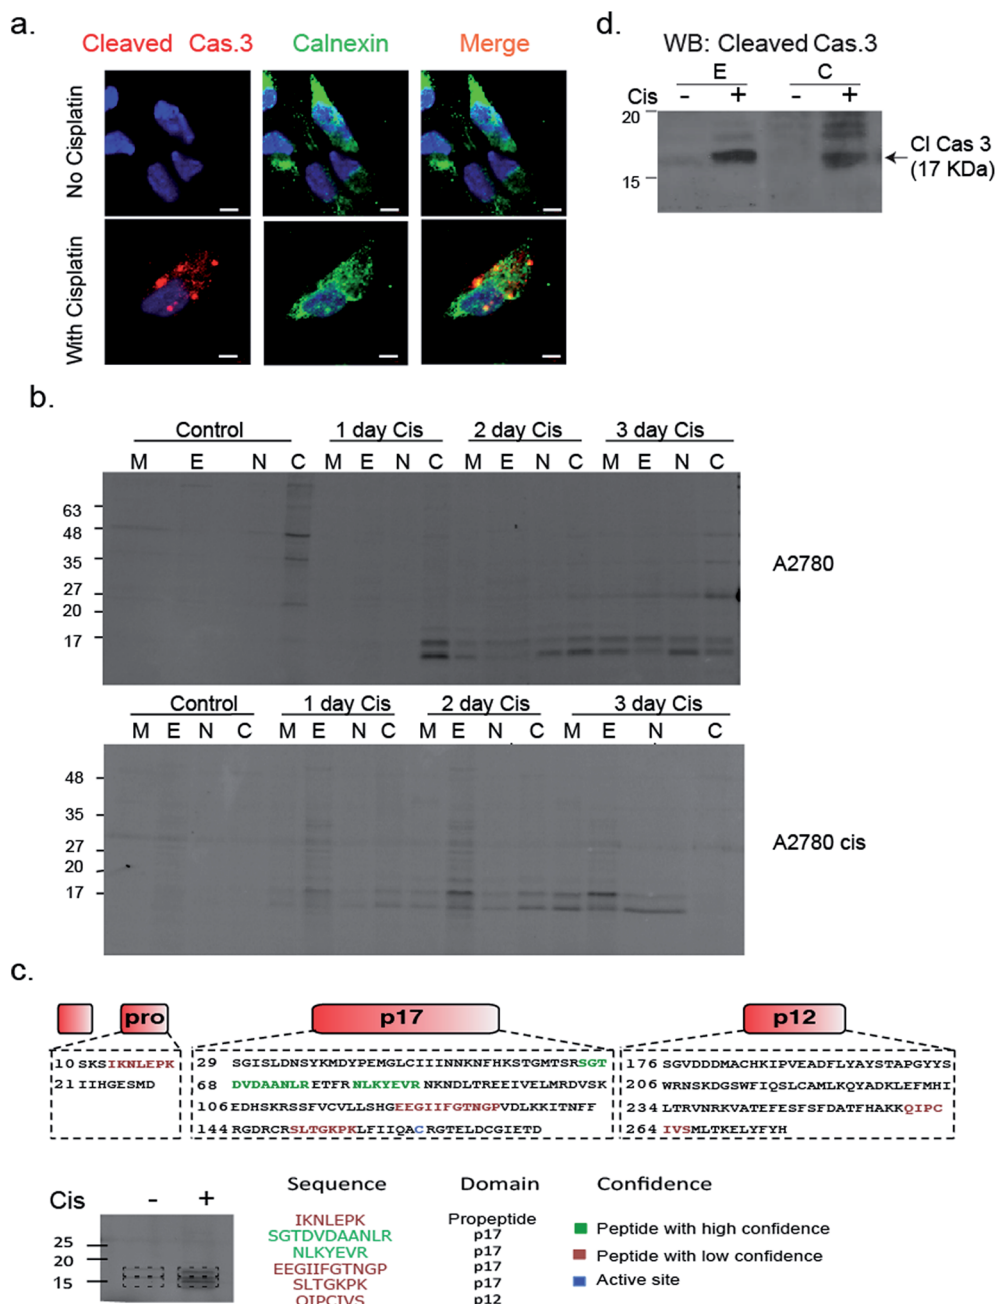 a.
Cleaved Cas.3 Calnexin Merge
No Cisplatin
With Cisplatin
d.
WB: Cleaved Cas.3
E C
Cis - + - +
20
15
Cl Cas 3
(17 KDa)
b.
Control 1 day Cis 2 day Cis 3 day Cis
M E N C M E N C M E N C M E N C
63
48
35
27
20
17
A2780
Control 1 day Cis 2 day Cis 3 day Cis
M E N C M E N C M E N C M E N C
48
35
27
20
17
A2780 cis
c.
pro p17 p12
10 SKSIKNLEPK
21 IIHGESMD
29 SGISLDNSYKMDYPEMGLCIIINNKNFHKSTGMTSRSGT
68 DVDAANLRETFRNLKYEVRNKNDLTREEIVELMRDVSK
106 EDHSKRSSFVCVLLSHGEEGIIFGTNGPVDLKKITNFF
144 RGDRCRSLTGKPKLFIIQACRGTELDCGIETD
176 SGVDDDMACHKIPVEADFLYAYSTAPGYYS
206 WRNSKDGSWFIQSLCAMLKQYADKLEFMHI
234 LTRVNRKVATEFESFSFDATFHAKKQIPC
264 IVSMLTKELYFYH
Cis - +
25
20
15
Sequence Domain Confidence
IKNLEPK Propeptide
SGTDVDAANLR p17
NLKYEVR p17
EEGIIFGTNGP p17
SLTGKPK p17
QIPCIVS p12
Peptide with high confidence
Peptide with low confidence
Active site